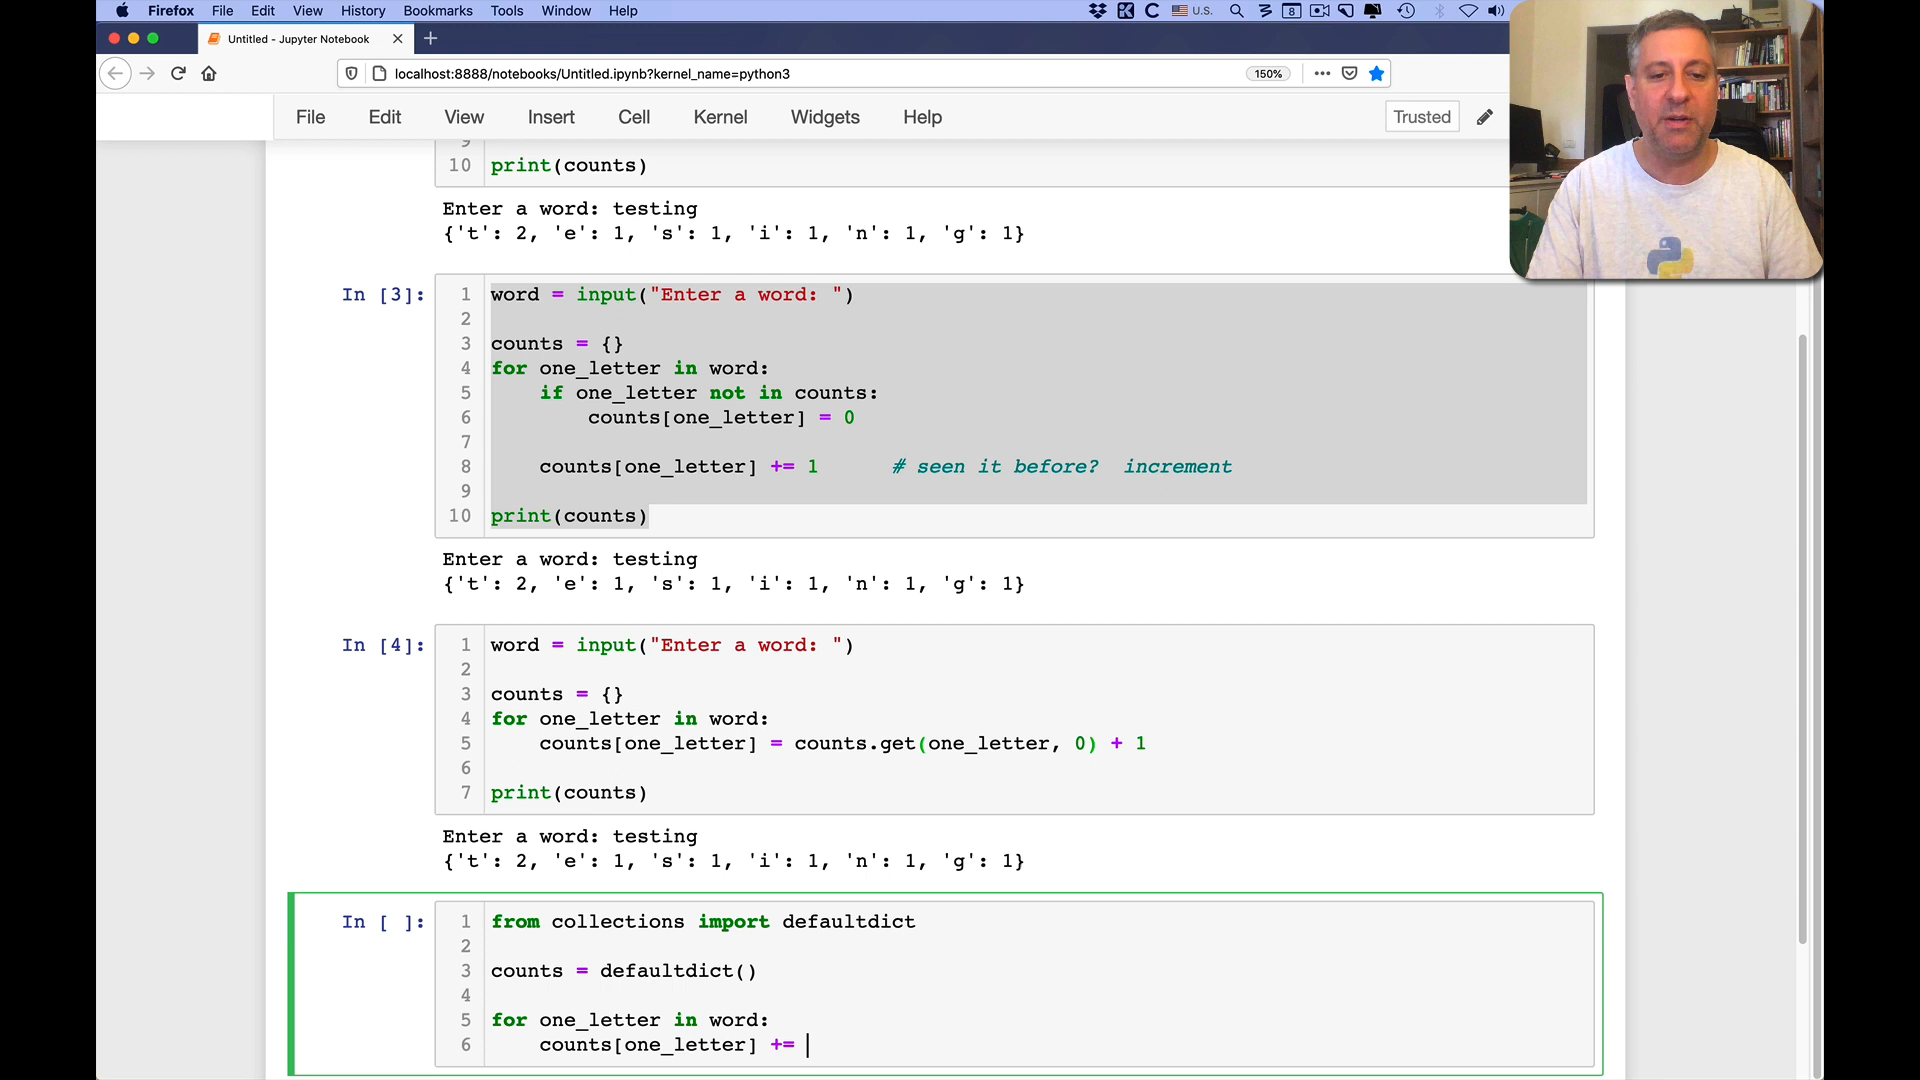 Firefox File Edit View History Bookmarks Tools Window Help U.S. 8
Untitled - Jupyter Notebook
localhost:8888/notebooks/Untitled.ipynb?kernel_name=python3 150%
File Edit View Insert Cell Kernel Widgets Help Trusted
9
10 print(counts)
Enter a word: testing
{'t': 2, 'e': 1, 's': 1, 'i': 1, 'n': 1, 'g': 1}
In [3]: 1 word = input("Enter a word: ")
2
3 counts = {}
4 for one_letter in word:
5     if one_letter not in counts:
6         counts[one_letter] = 0
7
8     counts[one_letter] += 1      # seen it before?  increment
9
10 print(counts)
Enter a word: testing
{'t': 2, 'e': 1, 's': 1, 'i': 1, 'n': 1, 'g': 1}
In [4]: 1 word = input("Enter a word: ")
2
3 counts = {}
4 for one_letter in word:
5     counts[one_letter] = counts.get(one_letter, 0) + 1
6
7 print(counts)
Enter a word: testing
{'t': 2, 'e': 1, 's': 1, 'i': 1, 'n': 1, 'g': 1}
In [ ]: 1 from collections import defaultdict
2
3 counts = defaultdict()
4
5 for one_letter in word:
6     counts[one_letter] +=